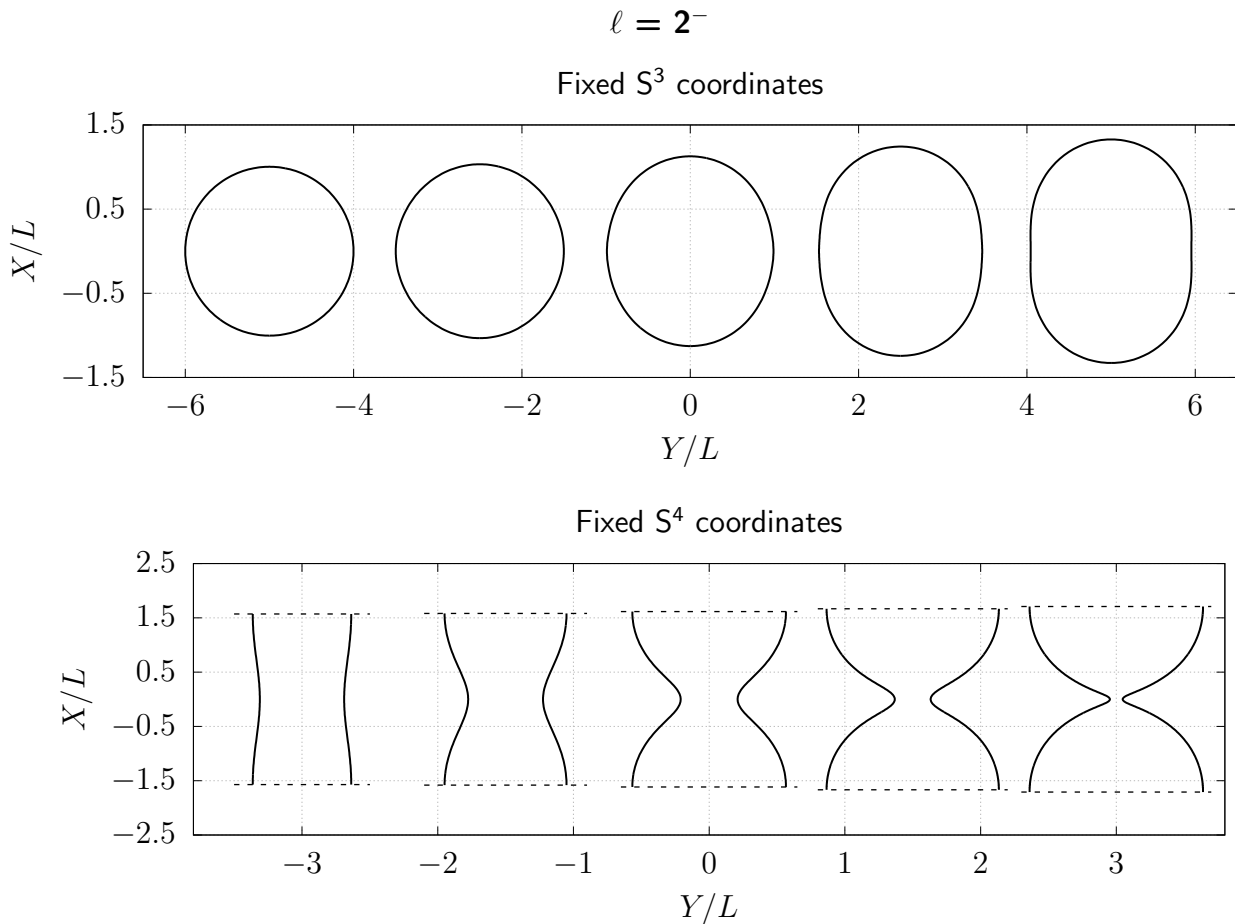 ℓ = 2⁻
Fixed S³ coordinates
1.5
0.5
−0.5
−1.5
X/L
−6 −4 −2 0 2 4 6
Y/L
Fixed S⁴ coordinates
2.5
1.5
0.5
−0.5
−1.5
−2.5
X/L
−3 −2 −1 0 1 2 3
Y/L